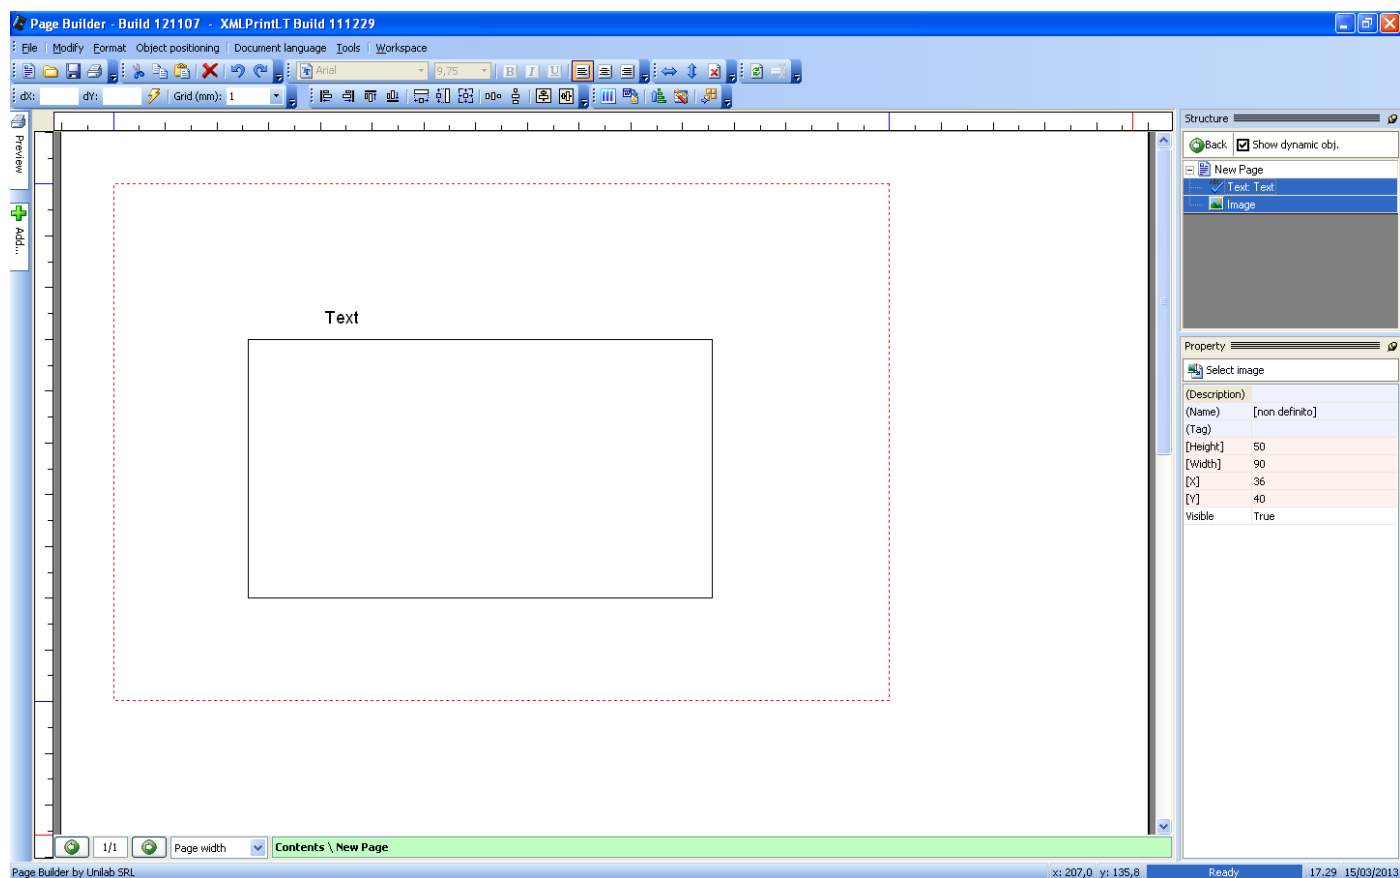 Page Builder - Build 121107 - XMLPrintLT Build 111229
File Modify Format Object positioning Document language Tools Workspace
Arial 9,75 B I U
dX: dY: Grid (mm): 1
Preview
Add...
Text
Structure
Back Show dynamic obj.
New Page
Text: Text
Image
Property
Select image
(Description)
(Name) [non definito]
(Tag)
[Height] 50
[Width] 90
[X] 36
[Y] 40
Visible True
1/1 Page width Contents \ New Page
Page Builder by Unilab SRL x: 207,0 y: 135,8 Ready 17.29 15/03/2013